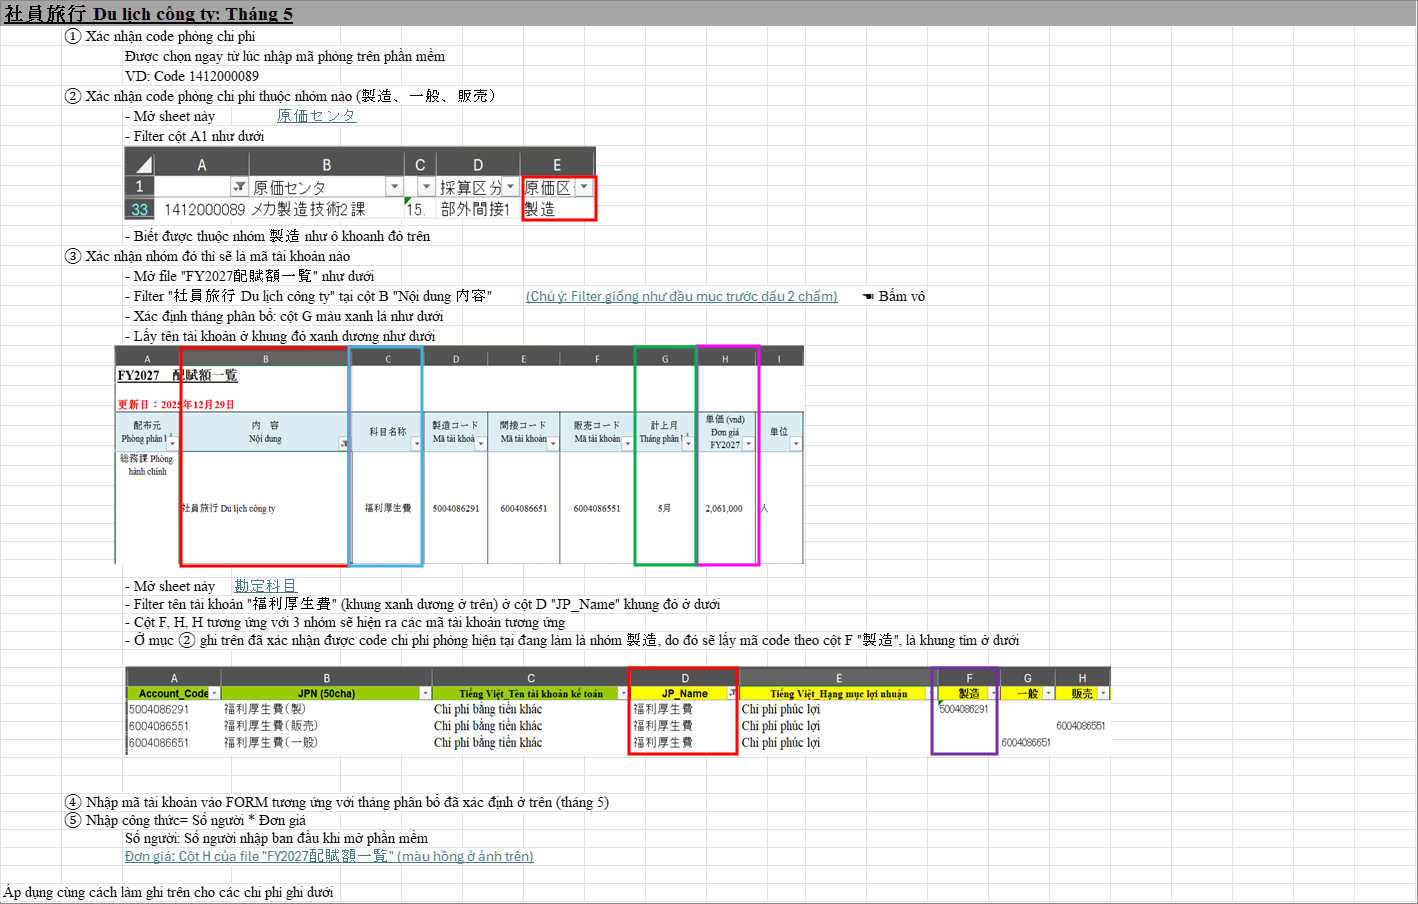 社員旅行 Du lịch công ty: Tháng 5
① Xác nhận code phòng chi phí
Được chọn ngay từ lúc nhập mã phòng trên phần mềm
VD: Code 1412000089
② Xác nhận code phòng chi phí thuộc nhóm nào (製造、一般、販売)
- Mở sheet này 原価センタ
- Filter cột A1 như dưới
A B C D E
1 原価センタ 採算区分 原価区
33 1412000089 メカ製造技術2課 15. 部外間接1 製造
- Biết được thuộc nhóm 製造 như ô khoanh đỏ trên
③ Xác nhận nhóm đó thì sẽ là mã tài khoản nào
- Mở file "FY2027配賦額一覧" như dưới
- Filter "社員旅行 Du lịch công ty" tại cột B "Nội dung 内容" (Chú ý: Filter giống như đầu mục trước dấu 2 chấm) ☚ Bấm vô
- Xác định tháng phân bổ: cột G màu xanh lá như dưới
- Lấy tên tài khoản ở khung đỏ xanh dương như dưới
A B C D E F G H I
FY2027 配賦額一覧
更新日：2025年12月29日
配布元 内 容 科目名称 製造コード 間接コード 販売コード 計上月 単価 (vnd) 単位
Phòng phân Nội dung Mã tài khoả Mã tài khoản Mã tài khoản Tháng phân Đơn giá
FY2027
総務課 Phòng
hành chính
社員旅行 Du lịch công ty 福利厚生費 5004086291 6004086651 6004086551 5月 2,061,000 人
- Mở sheet này 勘定科目
- Filter tên tài khoản "福利厚生費" (khung xanh dương ở trên) ở cột D "JP_Name" khung đỏ ở dưới
- Cột F, H, H tương ứng với 3 nhóm sẽ hiện ra các mã tài khoản tương ứng
- Ở mục ② ghi trên đã xác nhận được code chi phí phòng hiện tại đang làm là nhóm 製造, do đó sẽ lấy mã code theo cột F "製造", là khung tím ở dưới
A B C D E F G H
Account_Code JPN (50cha) Tiếng Việt_Tên tài khoản kế toán JP_Name Tiếng Việt_Hạng mục lợi nhuận 製造 一般 販売
5004086291 福利厚生費(製) Chi phí bằng tiền khác 福利厚生費 Chi phí phúc lợi 5004086291
6004086551 福利厚生費(販売) Chi phí bằng tiền khác 福利厚生費 Chi phí phúc lợi 6004086551
6004086651 福利厚生費(一般) Chi phí bằng tiền khác 福利厚生費 Chi phí phúc lợi 6004086651
④ Nhập mã tài khoản vào FORM tương ứng với tháng phân bổ đã xác định ở trên (tháng 5)
⑤ Nhập công thức= Số người * Đơn giá
Số người: Số người nhập ban đầu khi mở phần mềm
Đơn giá: Cột H của file "FY2027配賦額一覧" (màu hồng ở ảnh trên)
Áp dụng cùng cách làm ghi trên cho các chi phí ghi dưới